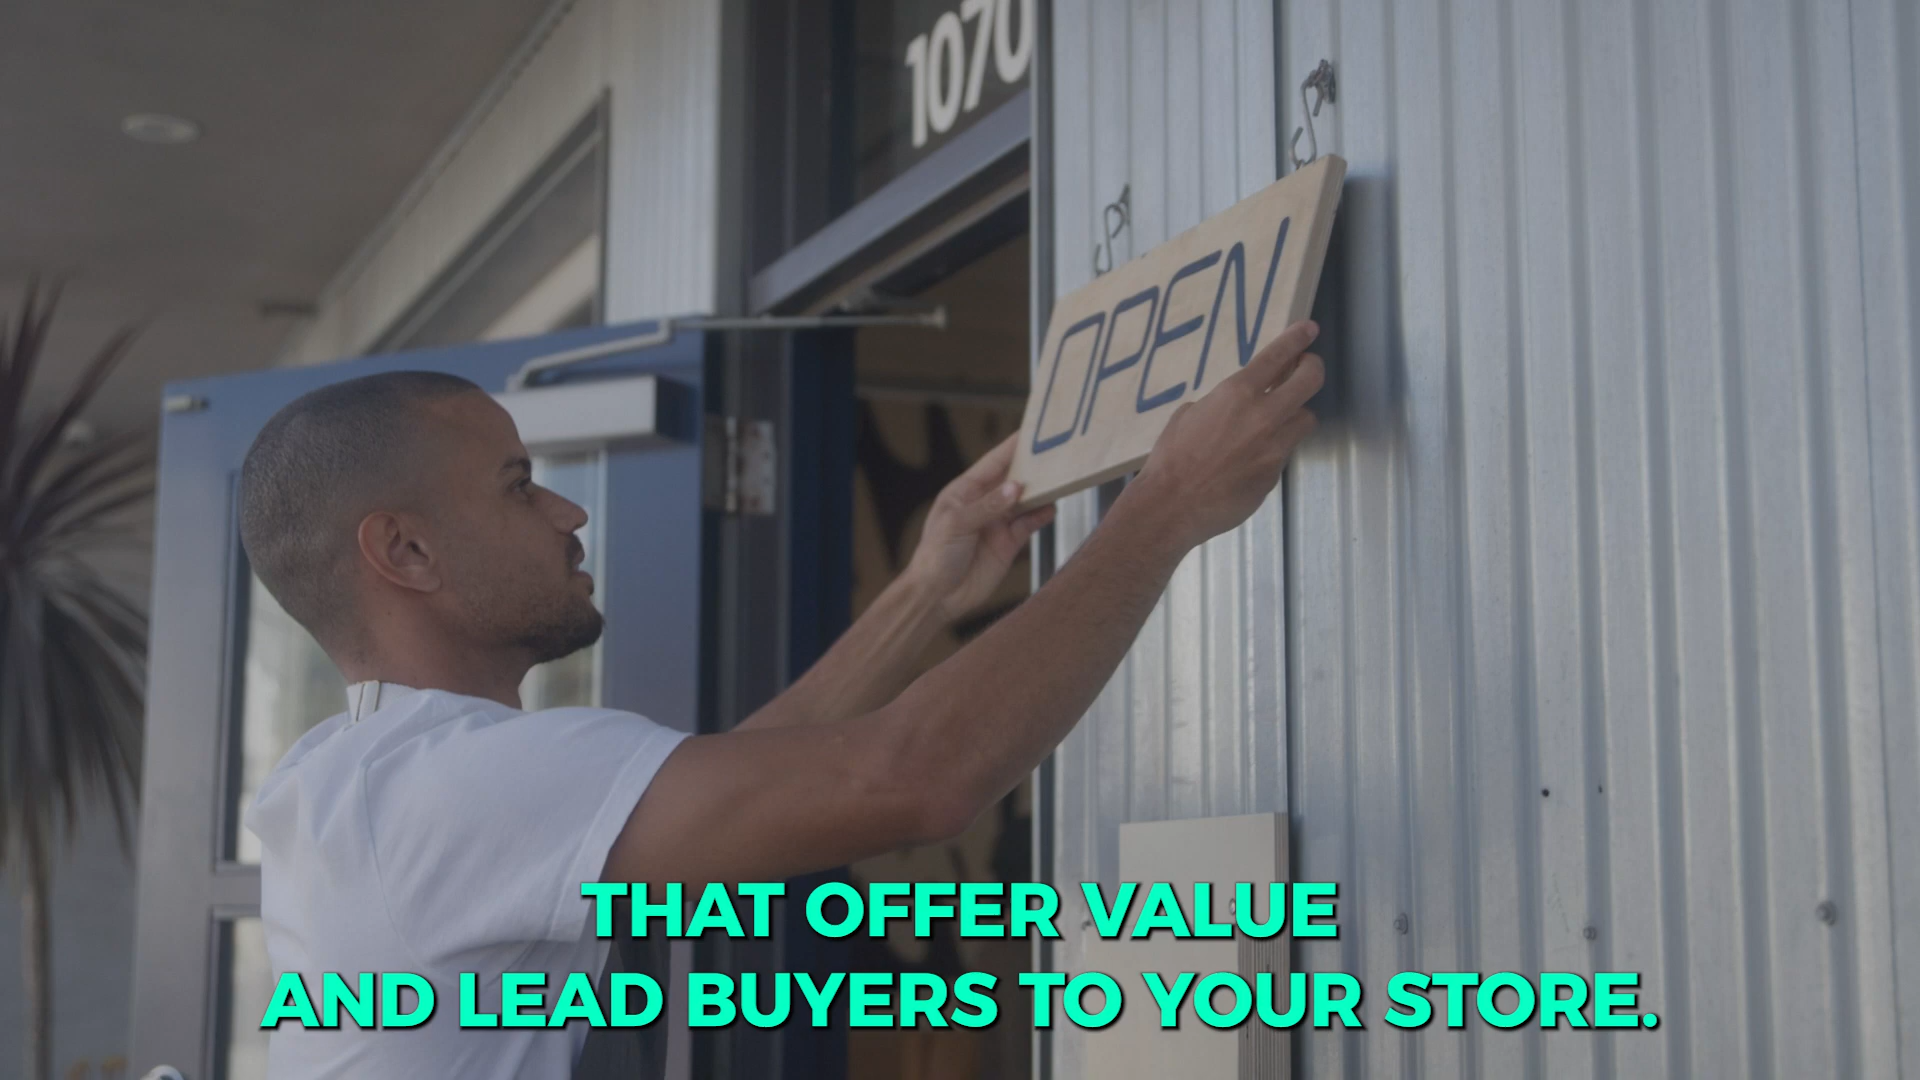 1070
OPEN
THAT OFFER VALUE
AND LEAD BUYERS TO YOUR STORE.